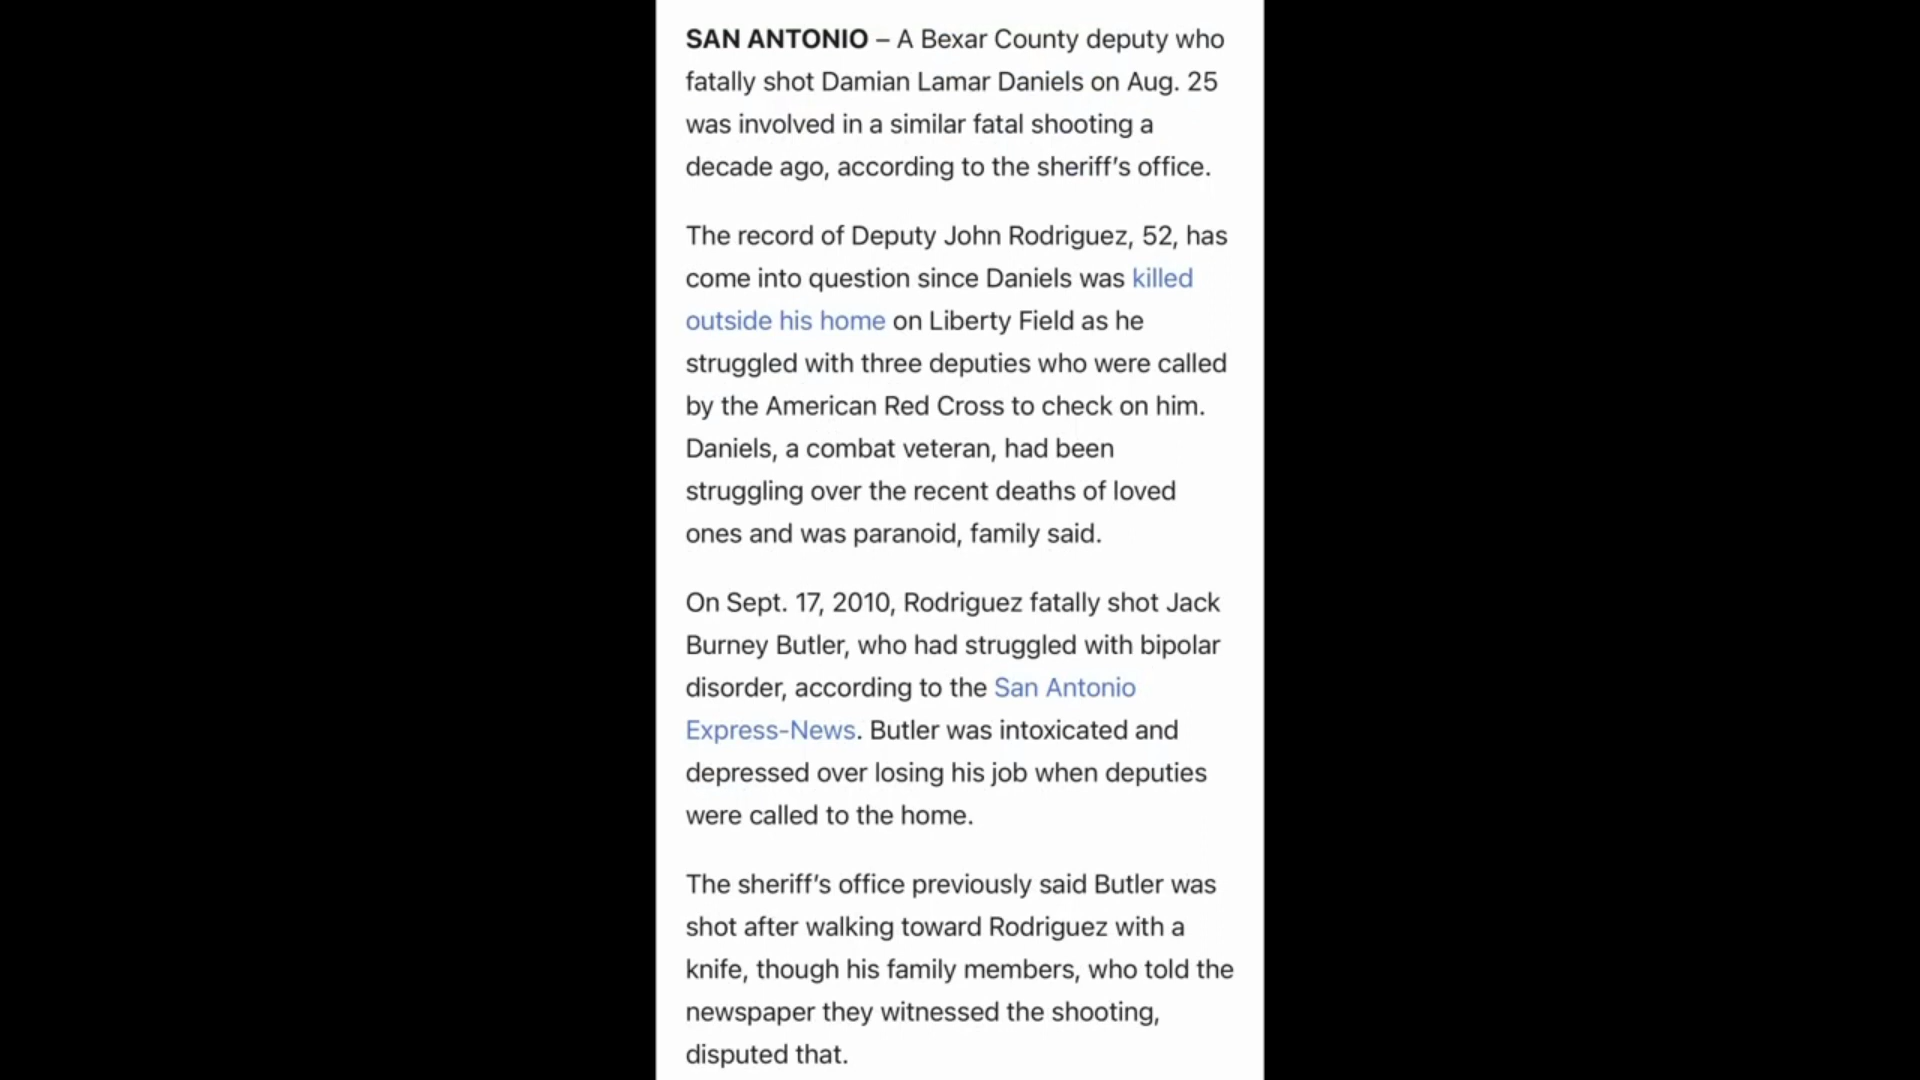 SAN ANTONIO – A Bexar County deputy who
fatally shot Damian Lamar Daniels on Aug. 25
was involved in a similar fatal shooting a
decade ago, according to the sheriff’s office.
The record of Deputy John Rodriguez, 52, has
come into question since Daniels was killed
outside his home on Liberty Field as he
struggled with three deputies who were called
by the American Red Cross to check on him.
Daniels, a combat veteran, had been
struggling over the recent deaths of loved
ones and was paranoid, family said.
On Sept. 17, 2010, Rodriguez fatally shot Jack
Burney Butler, who had struggled with bipolar
disorder, according to the San Antonio
Express-News. Butler was intoxicated and
depressed over losing his job when deputies
were called to the home.
The sheriff’s office previously said Butler was
shot after walking toward Rodriguez with a
knife, though his family members, who told the
newspaper they witnessed the shooting,
disputed that.